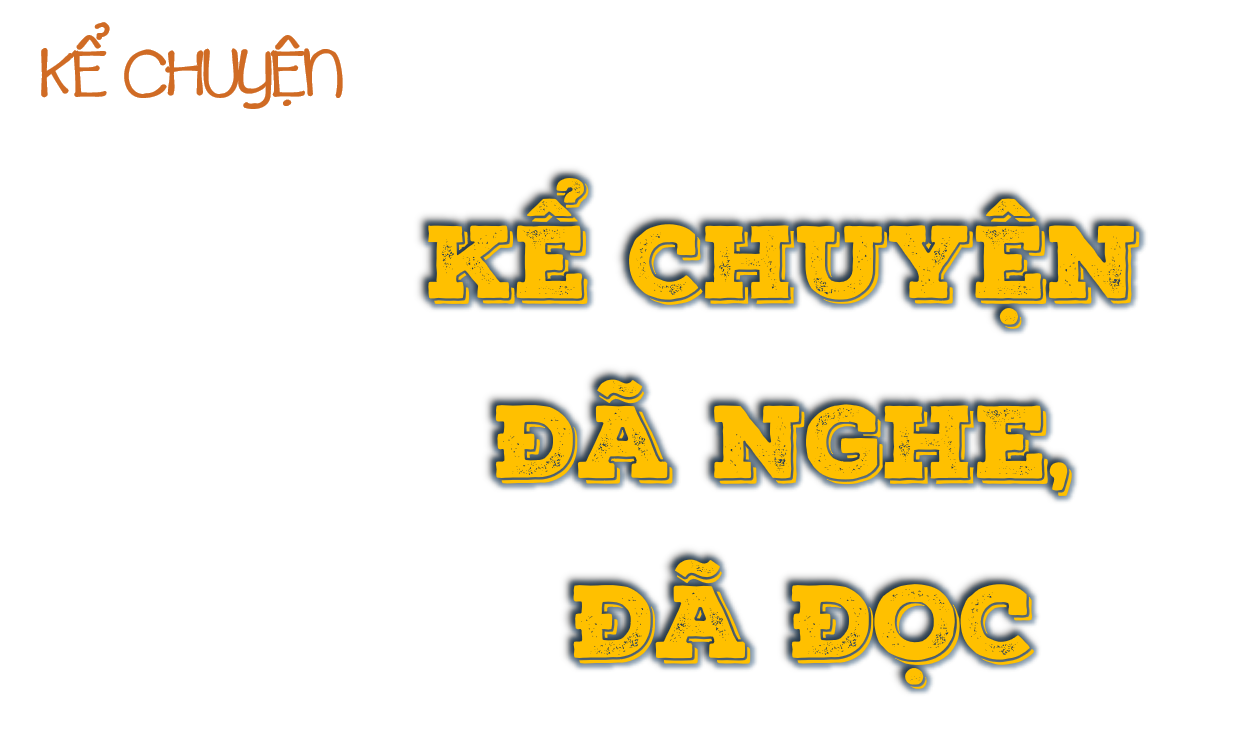 KỂ CHUYỆN
KỂ CHUYỆN
ĐÃ NGHE,
ĐÃ ĐỌC